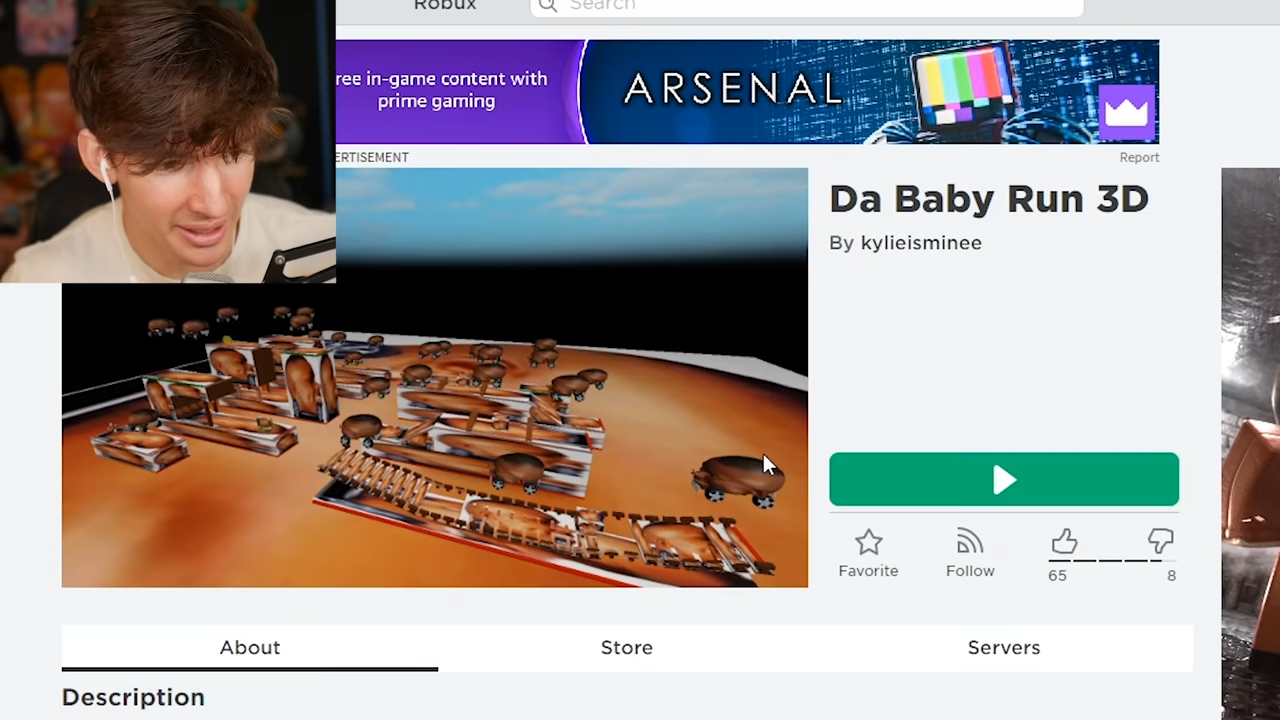 Robux
Search
ree in-game content with
prime gaming
ARSENAL
ERTISEMENT
Report
Da Baby Run 3D
By kylieisminee
Favorite
Follow
65
8
About
Store
Servers
Description